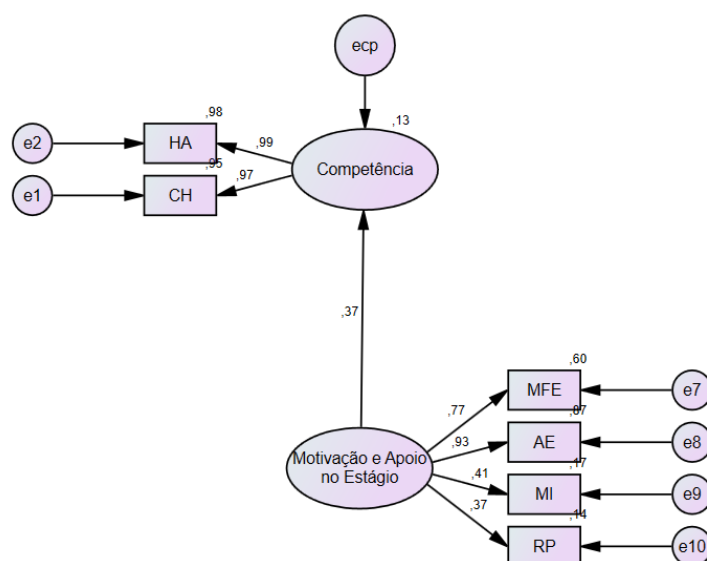 ecp
,98
,13
e2
HA
,99
Competência
,95
e1
CH
,97
,37
,60
MFE
e7
,77
,87
,93
AE
e8
Motivação e Apoio
no Estágio
,17
,41
MI
e9
,37
,14
RP
e10